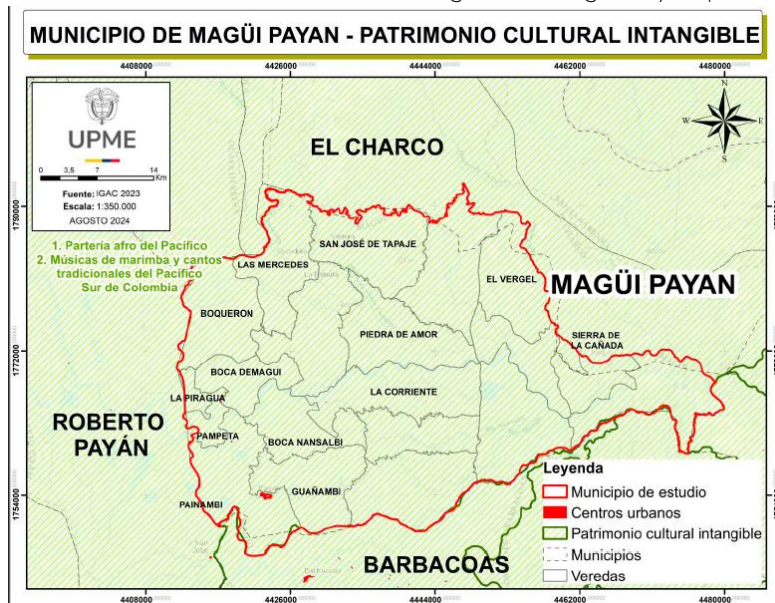 MUNICIPIO DE MAGÜI PAYAN - PATRIMONIO CULTURAL INTANGIBLE
4408000 4426000 4444000 4462000 4480000
UPME
0 3,5 7 14
Km
Fuente: IGAC 2023
Escala: 1:350.000
AGOSTO 2024
1. Partería afro del Pacífico
2. Músicas de marimba y cantos
tradicionales del Pacífico
Sur de Colombia
N
W E
S
EL CHARCO
1790000
SAN JOSÉ DE TAPAJE
LAS MERCEDES
EL VERGEL
MAGÜI PAYAN
BOQUERON
PIEDRA DE AMOR
SIERRA DE
LA CAÑADA
1772000
BOCA DEMAGUI
LA CORRIENTE
LA PIRAGUA
ROBERTO
PAYÁN
PAMPETA
BOCA NANSALBI
GUAÑAMBI
PAINAMBI
1754000
BARBACOAS
Leyenda
Municipio de estudio
Centros urbanos
Patrimonio cultural intangible
Municipios
Veredas
4408000 4426000 4444000 4462000 4480000